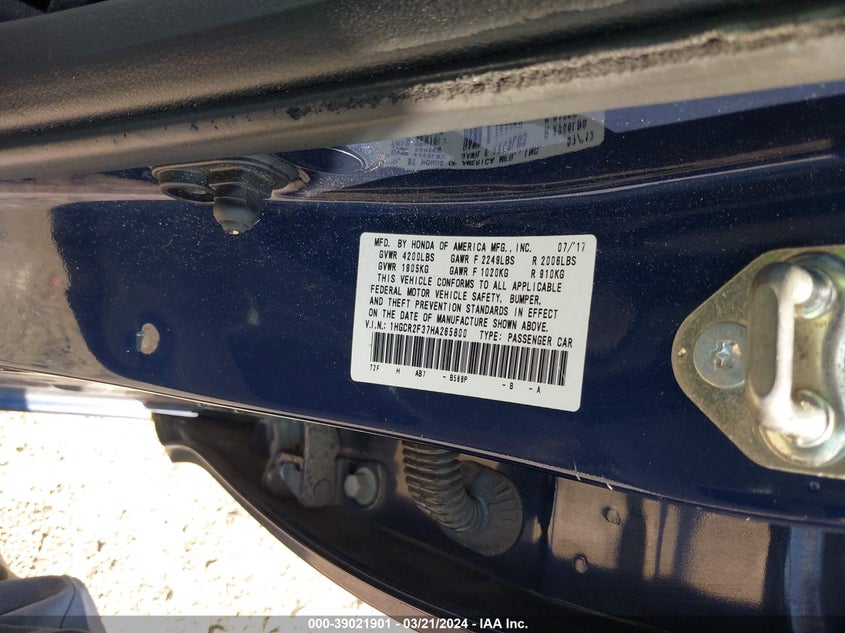 MFD. BY HONDA OF AMERICA MFG., INC. 07/17
GVWR 4200LBS GAWR F 2249LBS R 2008LBS
GVWR 1905KG GAWR F 1020KG R 910KG
THIS VEHICLE CONFORMS TO ALL APPLICABLE
FEDERAL MOTOR VEHICLE SAFETY, BUMPER,
AND THEFT PREVENTION STANDARDS IN EFFECT
ON THE DATE OF MANUFACTURE SHOWN ABOVE.
V.I.N.: 1HGCR2F37HA285800 TYPE: PASSENGER CAR
T2F H AB7 - B588P - B - A
000-39021901 / 03/21/2024 - IAA Inc.